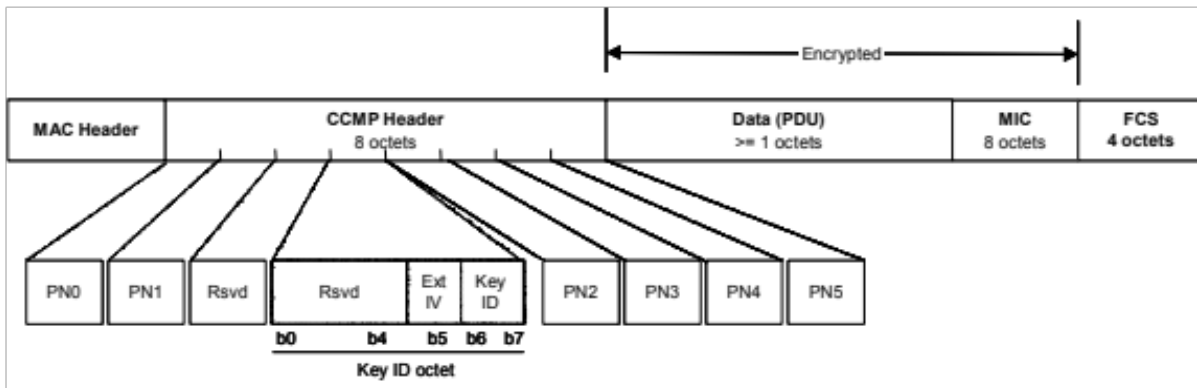 Encrypted
MAC Header
CCMP Header
8 octets
Data (PDU)
>= 1 octets
MIC
8 octets
FCS
4 octets
PN0
PN1
Rsvd
Rsvd
Ext
IV
Key
ID
PN2
PN3
PN4
PN5
b0 b4 b5 b6 b7
Key ID octet